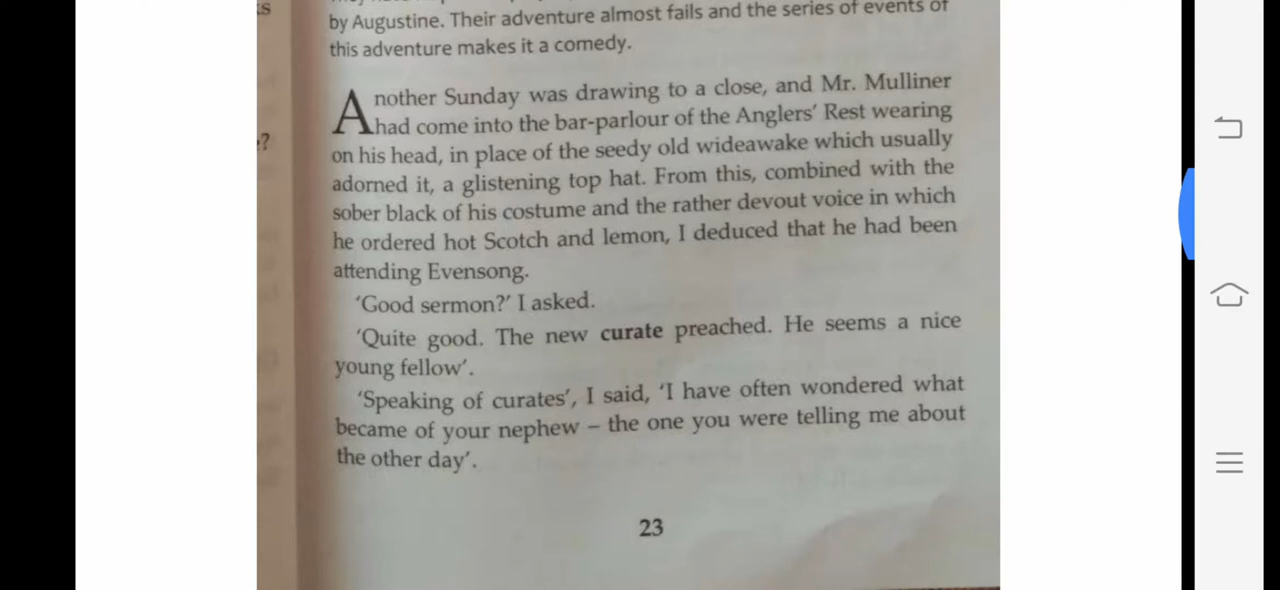 by Augustine. Their adventure almost fails and the series of events of
this adventure makes it a comedy.
Another Sunday was drawing to a close, and Mr. Mulliner
had come into the bar-parlour of the Anglers' Rest wearing
on his head, in place of the seedy old wideawake which usually
adorned it, a glistening top hat. From this, combined with the
sober black of his costume and the rather devout voice in which
he ordered hot Scotch and lemon, I deduced that he had been
attending Evensong.
'Good sermon?' I asked.
'Quite good. The new curate preached. He seems a nice
young fellow'.
'Speaking of curates', I said, 'I have often wondered what
became of your nephew – the one you were telling me about
the other day'.
23